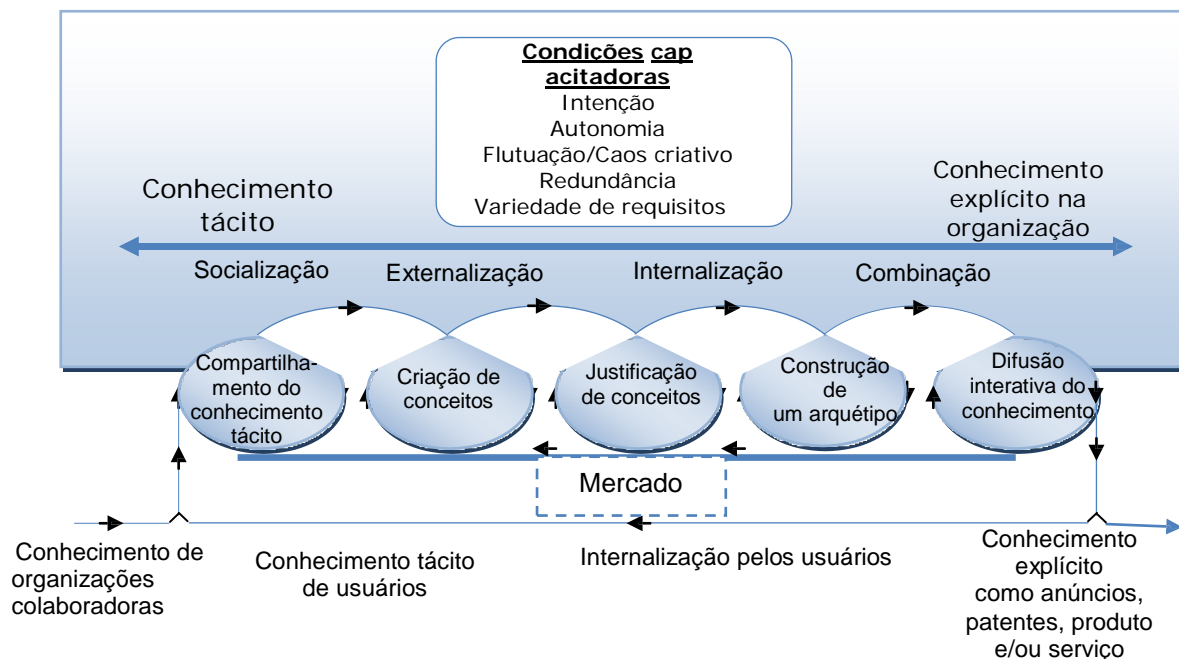 Condições cap
acitadoras
Intenção
Autonomia
Flutuação/Caos criativo
Redundância
Variedade de requisitos
Conhecimento
tácito
Conhecimento
explícito na
organização
Socialização
Externalização
Internalização
Combinação
Compartilha-
mento do
conhecimento
tácito
Criação de
conceitos
Justificação
de conceitos
Construção
de
um arquétipo
Difusão
interativa do
conhecimento
Mercado
Conhecimento de
organizações
colaboradoras
Conhecimento tácito
de usuários
Internalização pelos usuários
Conhecimento
explícito
como anúncios,
patentes, produto
e/ou serviço